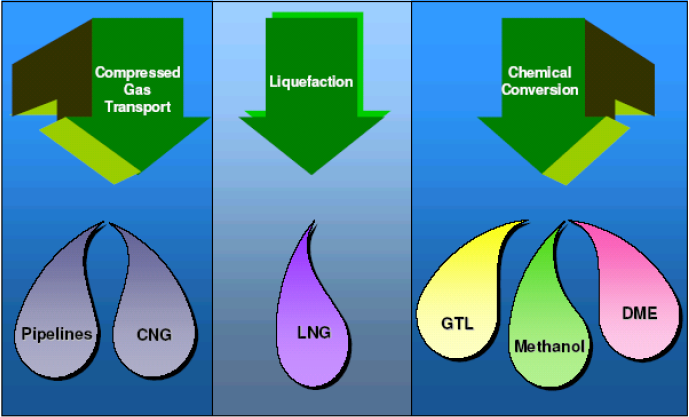 Compressed
Gas
Transport
Liquefaction
Chemical
Conversion
Pipelines
CNG
LNG
GTL
Methanol
DME